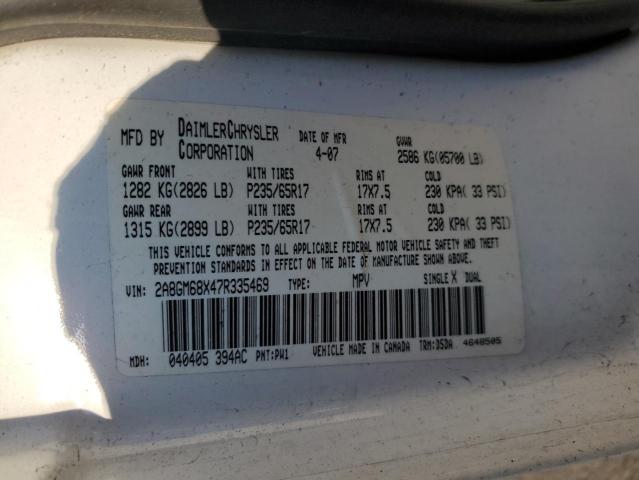 MFD BY DAIMLERCHRYSLER CORPORATION DATE OF MFR 4-07 GVWR 2586 KG(05700 LB)
GAWR FRONT WITH TIRES RIMS AT COLD
1282 KG(2826 LB) P235/65R17 17X7.5 230 KPA( 33 PSI)
GAWR REAR WITH TIRES RIMS AT COLD
1315 KG(2899 LB) P235/65R17 17X7.5 230 KPA( 33 PSI)
THIS VEHICLE CONFORMS TO ALL APPLICABLE FEDERAL MOTOR VEHICLE SAFETY AND THEFT
PREVENTION STANDARDS IN EFFECT ON THE DATE OF MANUFACTURE SHOWN ABOVE.
VIN: 2A8GM68X47R335469 TYPE: MPV SINGLE X DUAL
MDH: 040405 394AC PNT:PW1 VEHICLE MADE IN CANADA TRM:D5DA 4648505